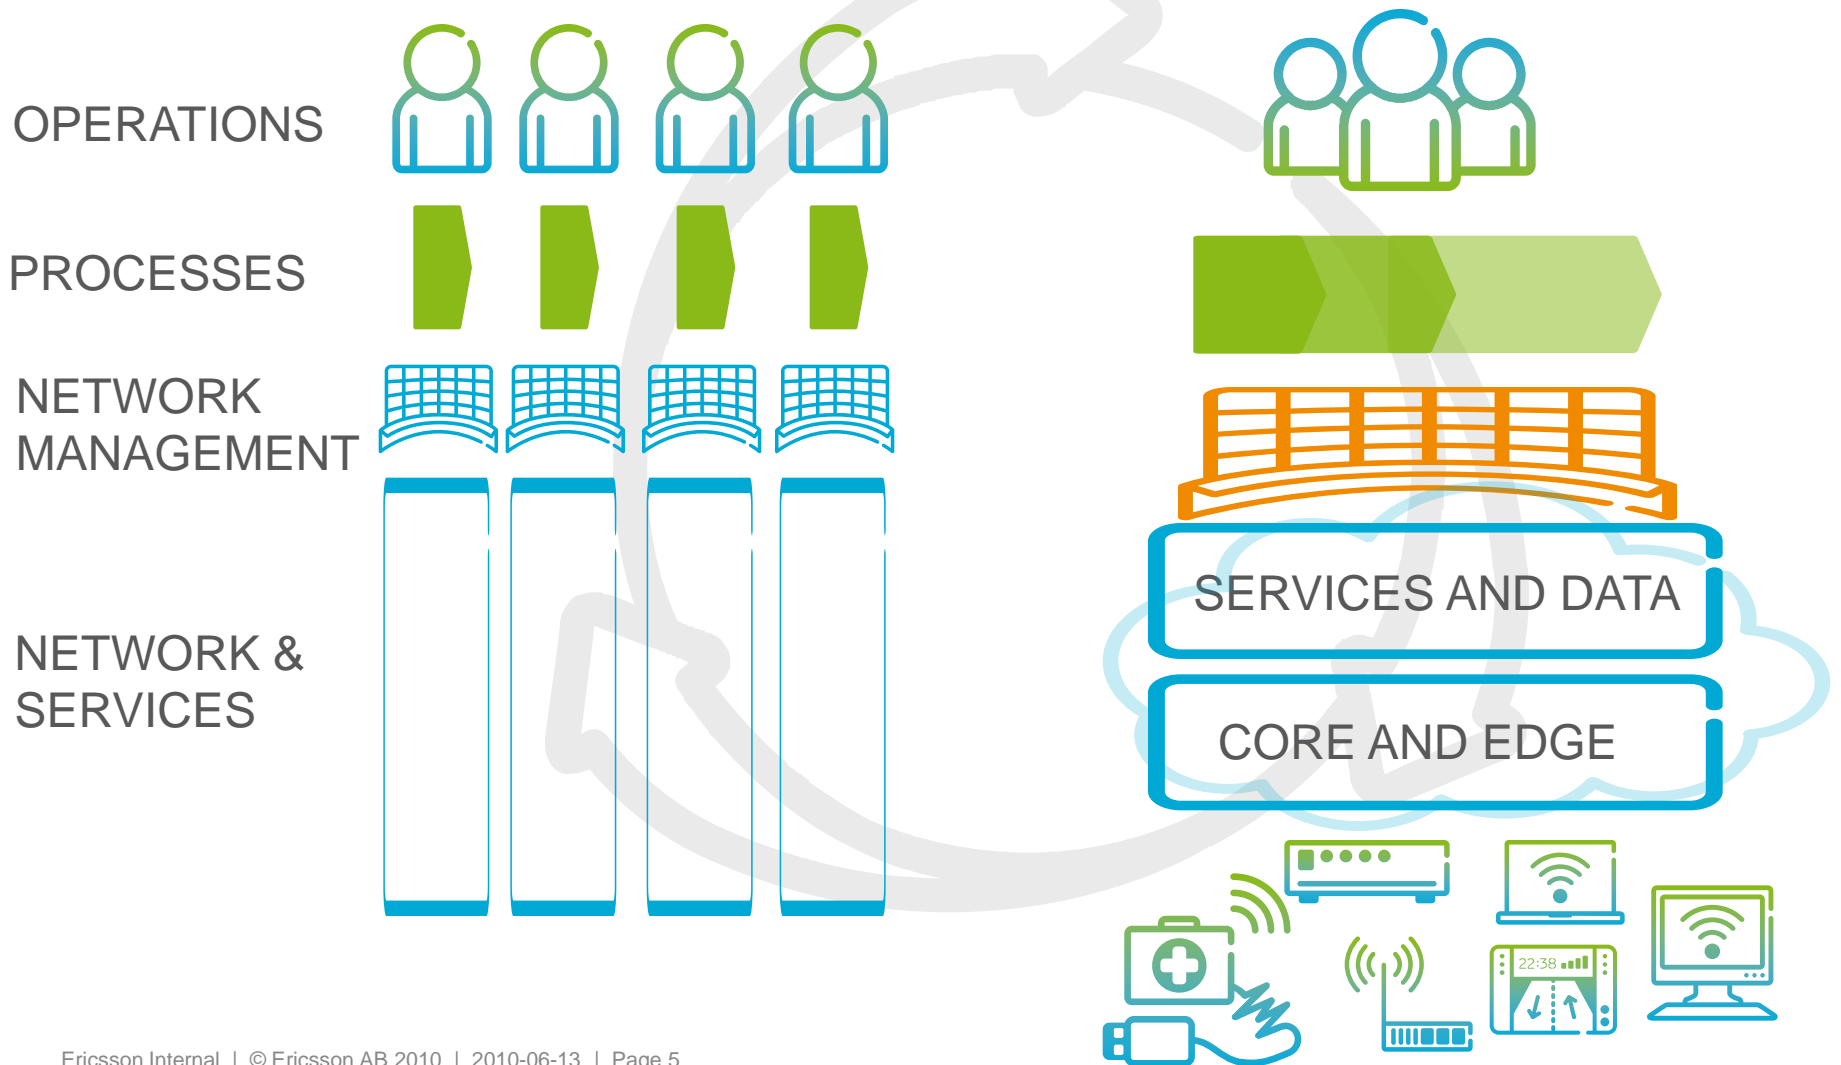 OPERATIONS
PROCESSES
NETWORK
MANAGEMENT
NETWORK &
SERVICES
SERVICES AND DATA
CORE AND EDGE
22:38
Ericsson Internal | © Ericsson AB 2010 | 2010-06-13 | Page 5